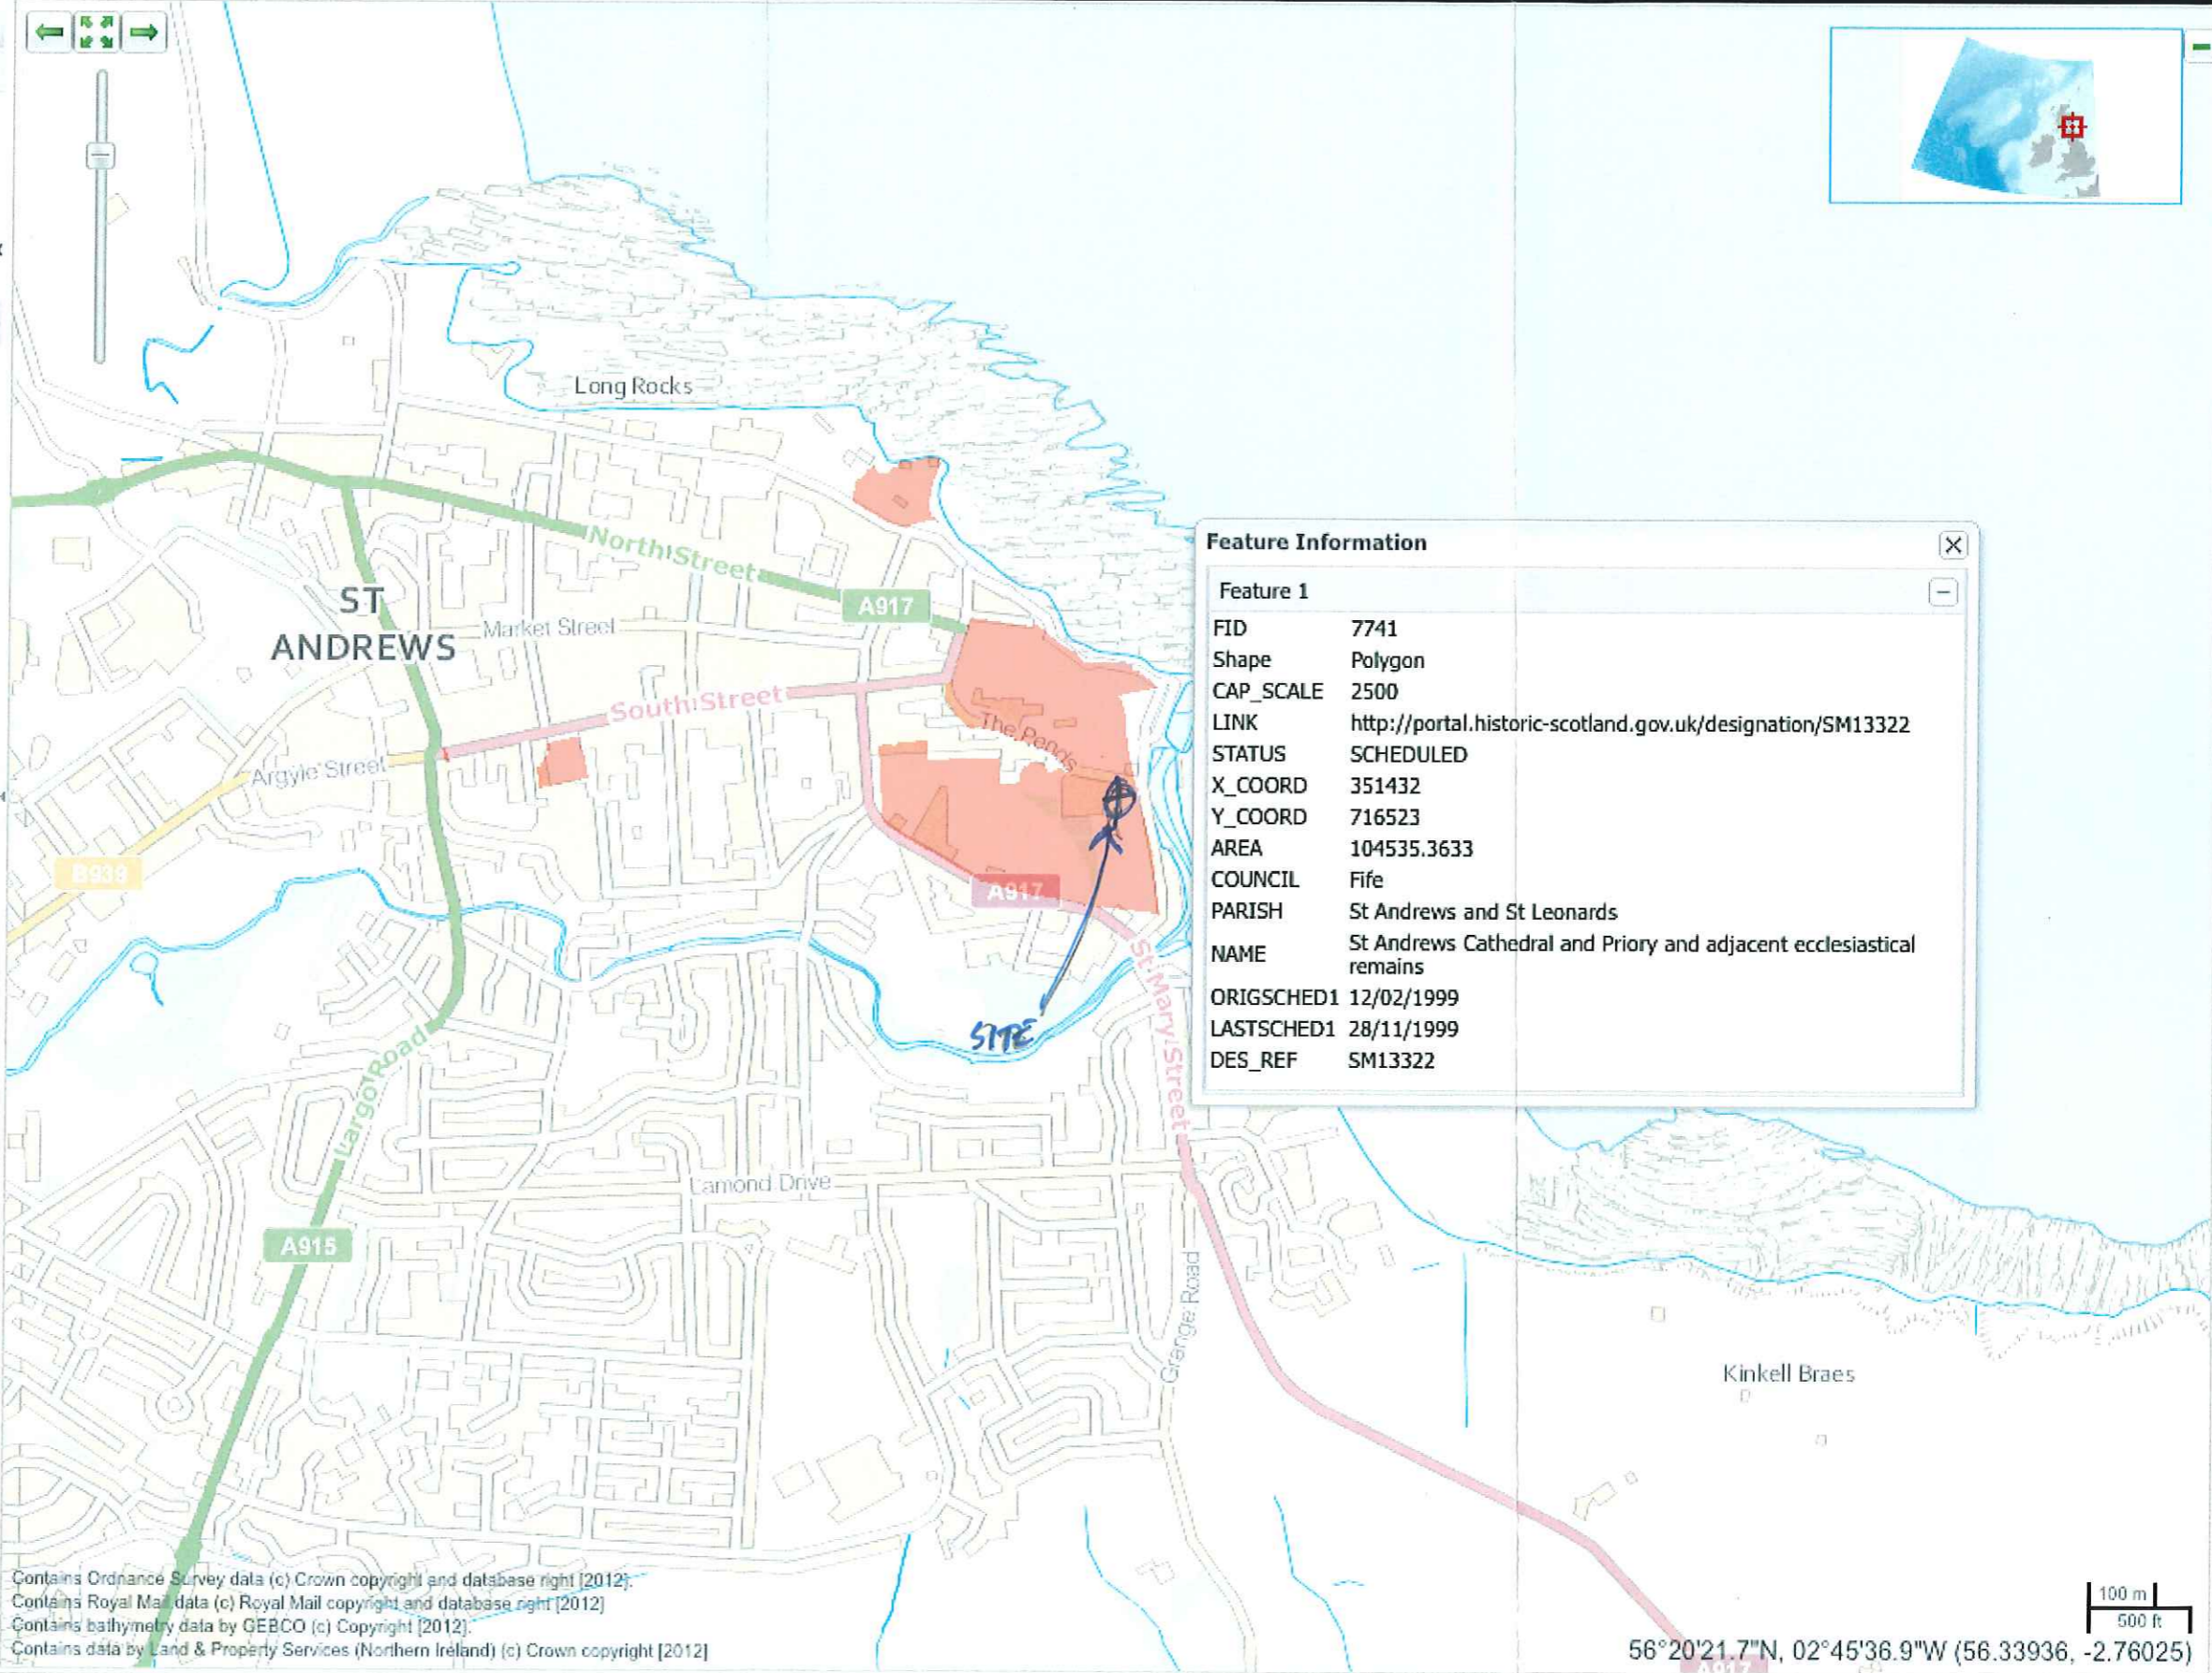 Long Rocks
North Street
A917
ST
ANDREWS
Market Street
South Street
The Pends
Argyle Street
B939
A917
St Mary Street
SITE
Largo Road
Lamond Drive
A915
Grange Road
Kinkell Braes
Feature Information
Feature 1
FID 7741
Shape Polygon
CAP_SCALE 2500
LINK http://portal.historic-scotland.gov.uk/designation/SM13322
STATUS SCHEDULED
X_COORD 351432
Y_COORD 716523
AREA 104535.3633
COUNCIL Fife
PARISH St Andrews and St Leonards
NAME St Andrews Cathedral and Priory and adjacent ecclesiastical
remains
ORIGSCHED1 12/02/1999
LASTSCHED1 28/11/1999
DES_REF SM13322
Contains Ordnance Survey data (c) Crown copyright and database right [2012].
Contains Royal Mail data (c) Royal Mail copyright and database right [2012]
Contains bathymetry data by GEBCO (c) Copyright [2012].
Contains data by Land & Property Services (Northern Ireland) (c) Crown copyright [2012]
100 m
500 ft
56°20'21.7"N, 02°45'36.9"W (56.33936, -2.76025)
A917